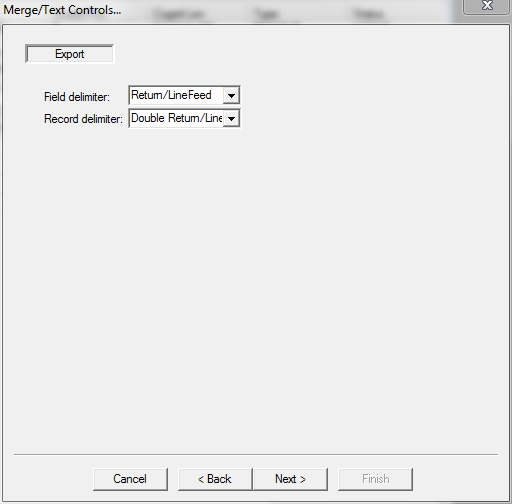 Merge/Text Controls...
Export
Field delimiter: Return/LineFeed
Record delimiter: Double Return/Line
Cancel < Back Next > Finish